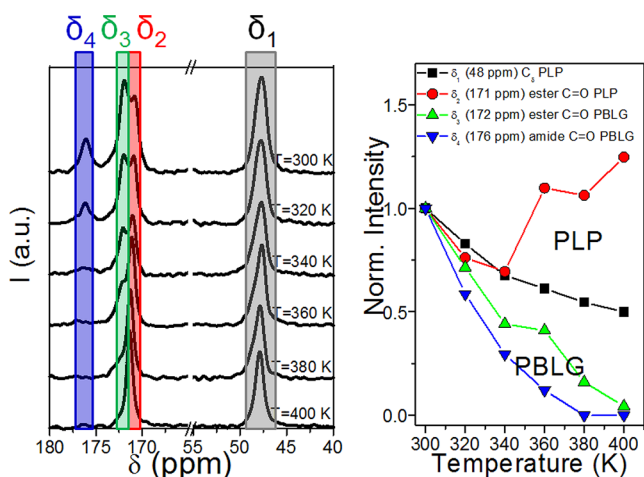 δ₄ δ₃ δ₂ δ₁
I (a.u.)
T=300 K
T=320 K
T=340 K
T=360 K
T=380 K
T=400 K
180 175 170 55 50 45 40
δ (ppm)
δ₁ (48 ppm) C_δ PLP
δ₂ (171 ppm) ester C=O PLP
δ₃ (172 ppm) ester C=O PBLG
δ₄ (176 ppm) amide C=O PBLG
Norm. Intensity
1.5
1.0
0.5
0.0
PLP
PBLG
300 320 340 360 380 400
Temperature (K)